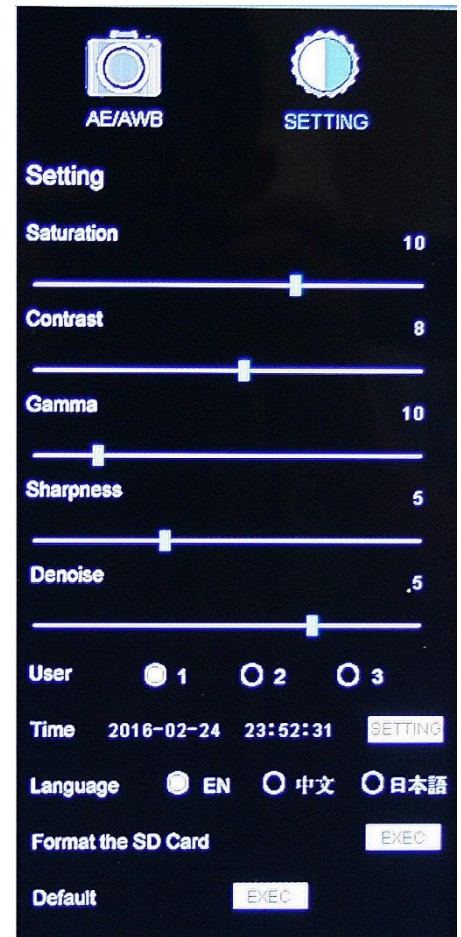 AE/AWB SETTING
Setting
Saturation 10
Contrast 8
Gamma 10
Sharpness 5
Denoise 5
User 1 2 3
Time 2016-02-24 23:52:31 SETTING
Language EN 中文 日本語
Format the SD Card EXEC
Default EXEC